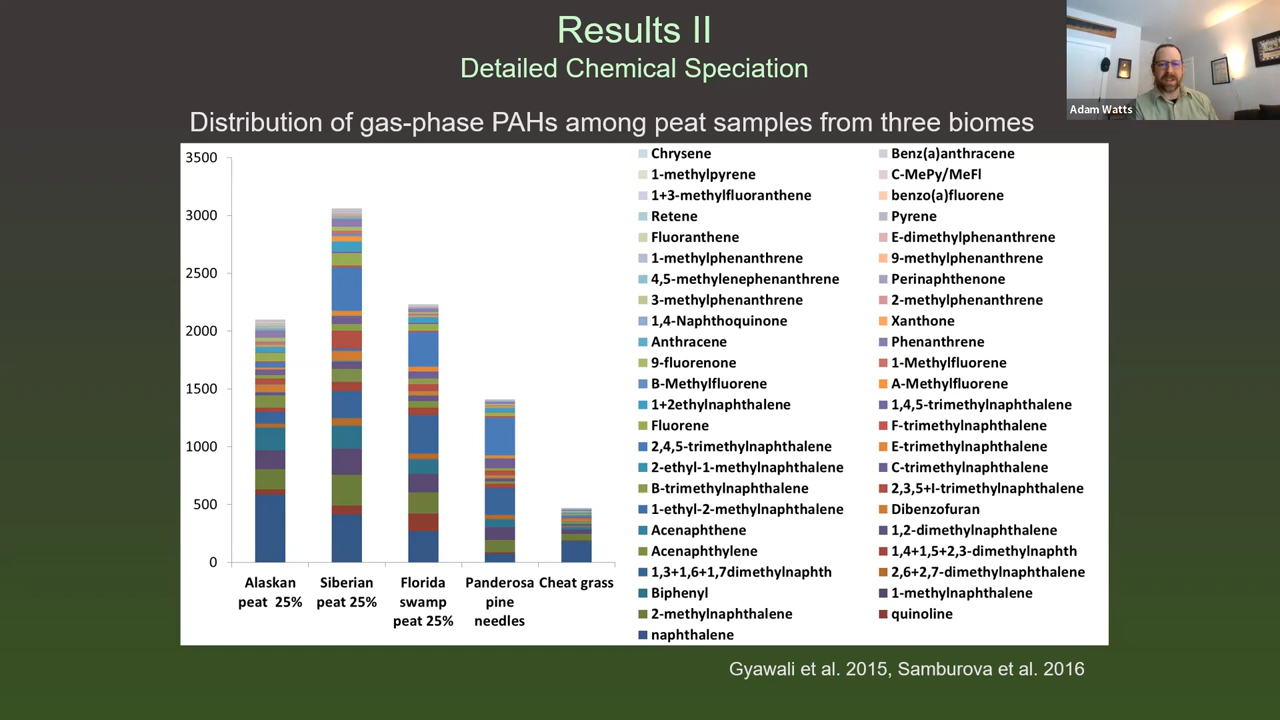 Results II
Detailed Chemical Speciation
Adam Watts
Distribution of gas-phase PAHs among peat samples from three biomes
3500
3000
2500
2000
1500
1000
500
0
Alaskan peat 25%
Siberian peat 25%
Florida swamp peat 25%
Panderosa pine needles
Cheat grass
Chrysene
Benz(a)anthracene
1-methylpyrene
C-MePy/MeFl
1+3-methylfluoranthene
benzo(a)fluorene
Retene
Pyrene
Fluoranthene
E-dimethylphenanthrene
1-methylphenanthrene
9-methylphenanthrene
4,5-methylenephenanthrene
Perinaphthenone
3-methylphenanthrene
2-methylphenanthrene
1,4-Naphthoquinone
Xanthone
Anthracene
Phenanthrene
9-fluorenone
1-Methylfluorene
B-Methylfluorene
A-Methylfluorene
1+2ethylnaphthalene
1,4,5-trimethylnaphthalene
Fluorene
F-trimethylnaphthalene
2,4,5-trimethylnaphthalene
E-trimethylnaphthalene
2-ethyl-1-methylnaphthalene
C-trimethylnaphthalene
B-trimethylnaphthalene
2,3,5+I-trimethylnaphthalene
1-ethyl-2-methylnaphthalene
Dibenzofuran
Acenaphthene
1,2-dimethylnaphthalene
Acenaphthylene
1,4+1,5+2,3-dimethylnaphth
1,3+1,6+1,7dimethylnaphth
2,6+2,7-dimethylnaphthalene
Biphenyl
1-methylnaphthalene
2-methylnaphthalene
quinoline
naphthalene
Gyawali et al. 2015, Samburova et al. 2016